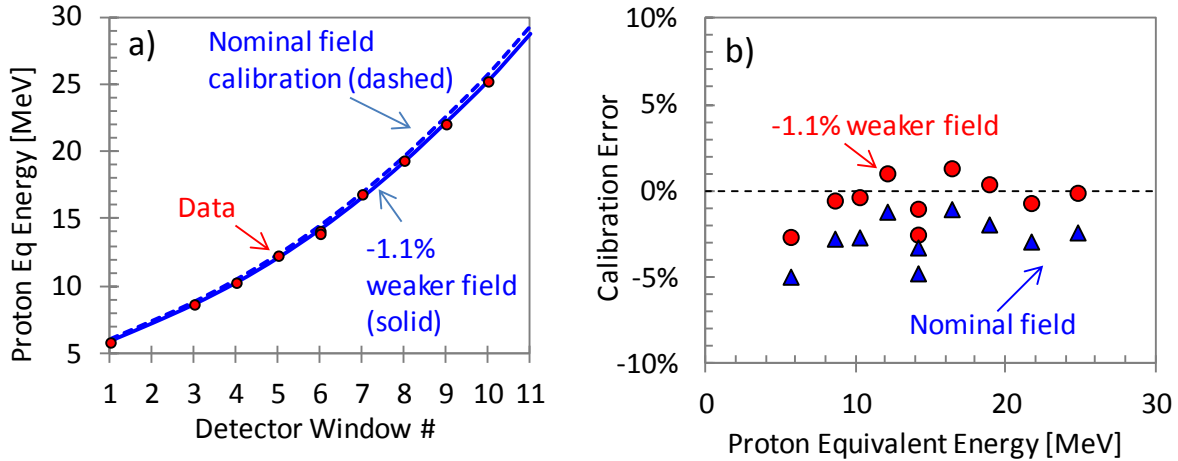 a)
Nominal field
calibration (dashed)
Data
-1.1%
weaker field
(solid)
Proton Eq Energy [MeV]
30
25
20
15
10
5
1 2 3 4 5 6 7 8 9 10 11
Detector Window #
b)
-1.1% weaker field
Nominal field
Calibration Error
10%
5%
0%
-5%
-10%
0 10 20 30
Proton Equivalent Energy [MeV]